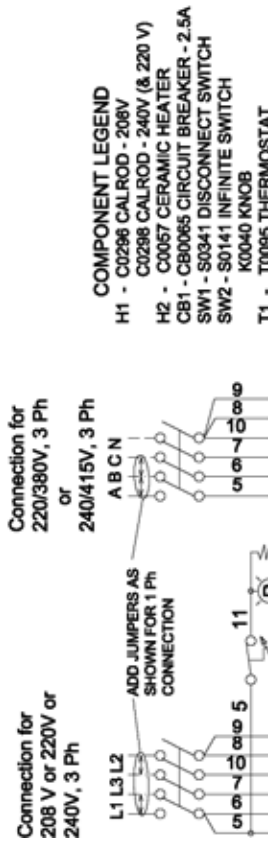 Connection for
208 V or 220V or
240V, 3 Ph
L1 L3 L2
ADD JUMPERS AS
SHOWN FOR 1 Ph
CONNECTION
5
6
7
10
8
9
5
11
Connection for
220/380V, 3 Ph
or
240/415V, 3 Ph
A B C N
5
6
7
10
8
9
COMPONENT LEGEND
H1 - C0296 CALROD - 208V
C0298 CALROD - 240V (& 220 V)
H2 - C0057 CERAMIC HEATER
CB1 - CB0065 CIRCUIT BREAKER - 2.5A
SW1 - S0341 DISCONNECT SWITCH
SW2 - S0141 INFINITE SWITCH
K0040 KNOB
T1 - T0095 THERMOSTAT